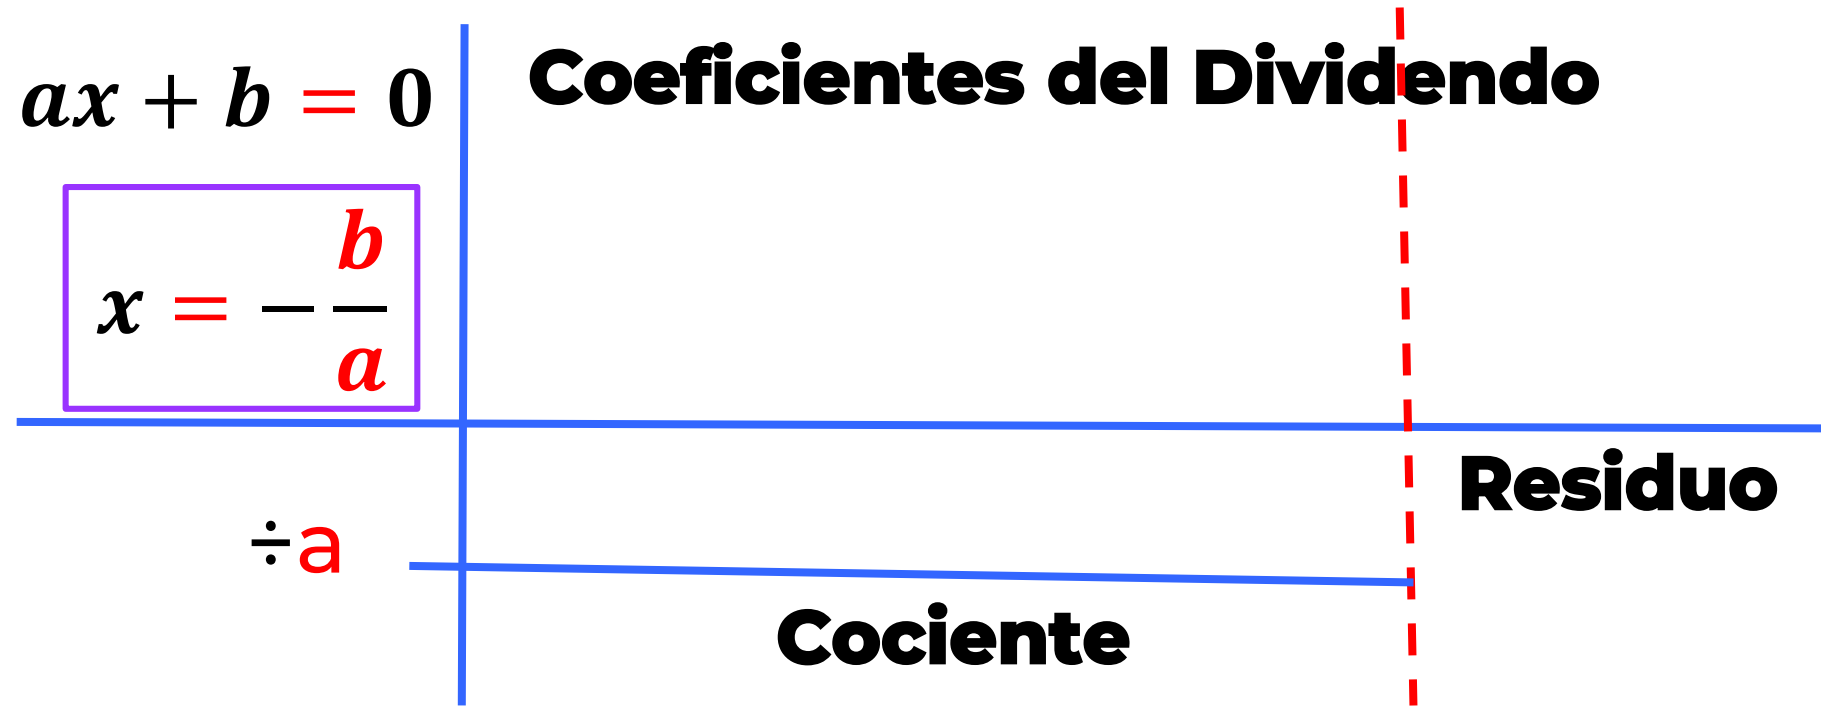 ax + b = 0
Coeficientes del Dividendo
x = − b/a
Residuo
÷a
Cociente